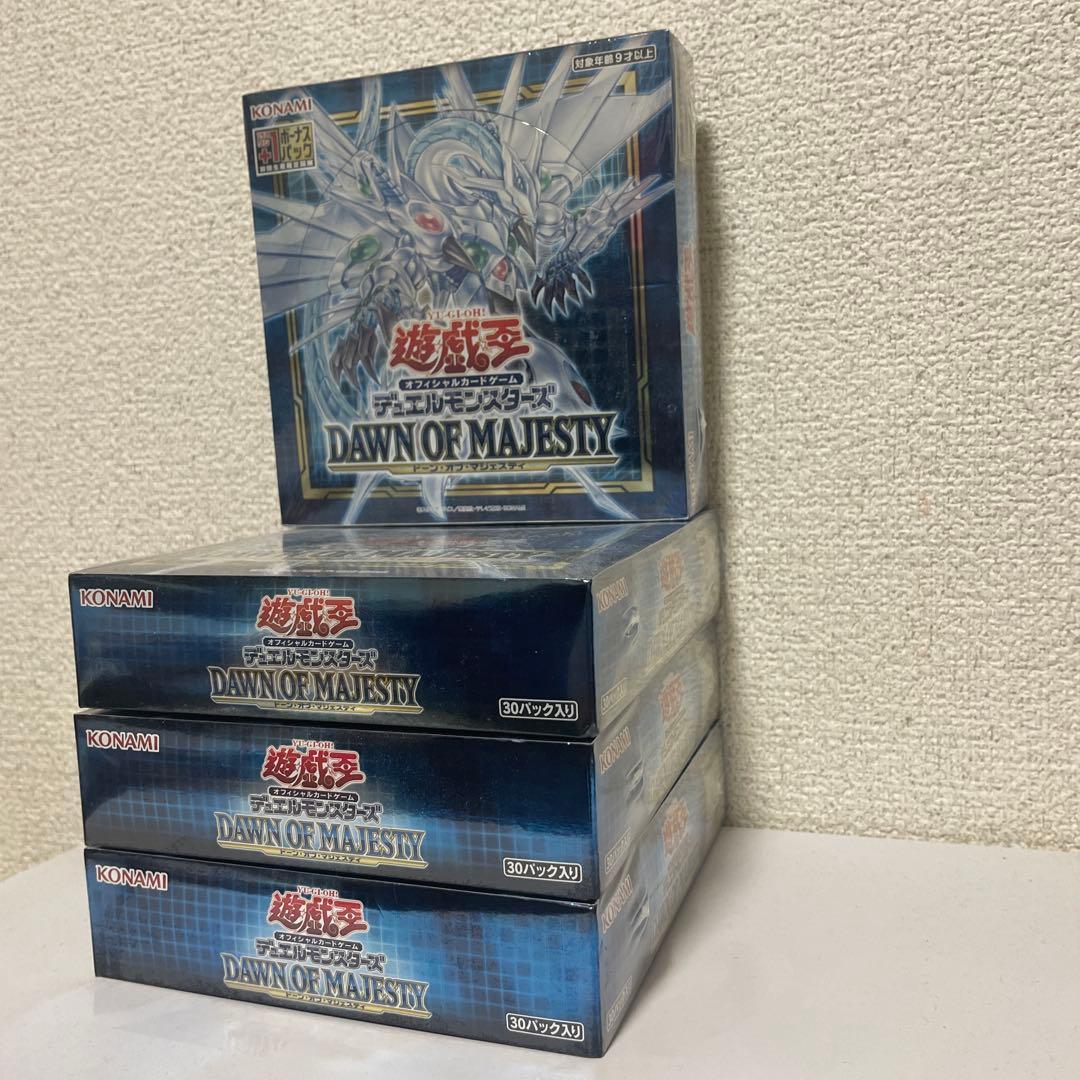 対象年齢9才以上
KONAMI
+1ボーナスパック
YU-GI-OH!
遊戯王
オフィシャルカードゲーム
デュエルモンスターズ
DAWN OF MAJESTY
ドーン・オブ・マジェスティ
KONAMI
YU-GI-OH!
遊戯王
オフィシャルカードゲーム
デュエルモンスターズ
DAWN OF MAJESTY
ドーン・オブ・マジェスティ
30パック入り
KONAMI
KONAMI
YU-GI-OH!
遊戯王
オフィシャルカードゲーム
デュエルモンスターズ
DAWN OF MAJESTY
ドーン・オブ・マジェスティ
30パック入り
KONAMI
KONAMI
YU-GI-OH!
遊戯王
オフィシャルカードゲーム
デュエルモンスターズ
DAWN OF MAJESTY
ドーン・オブ・マジェスティ
30パック入り
KONAMI